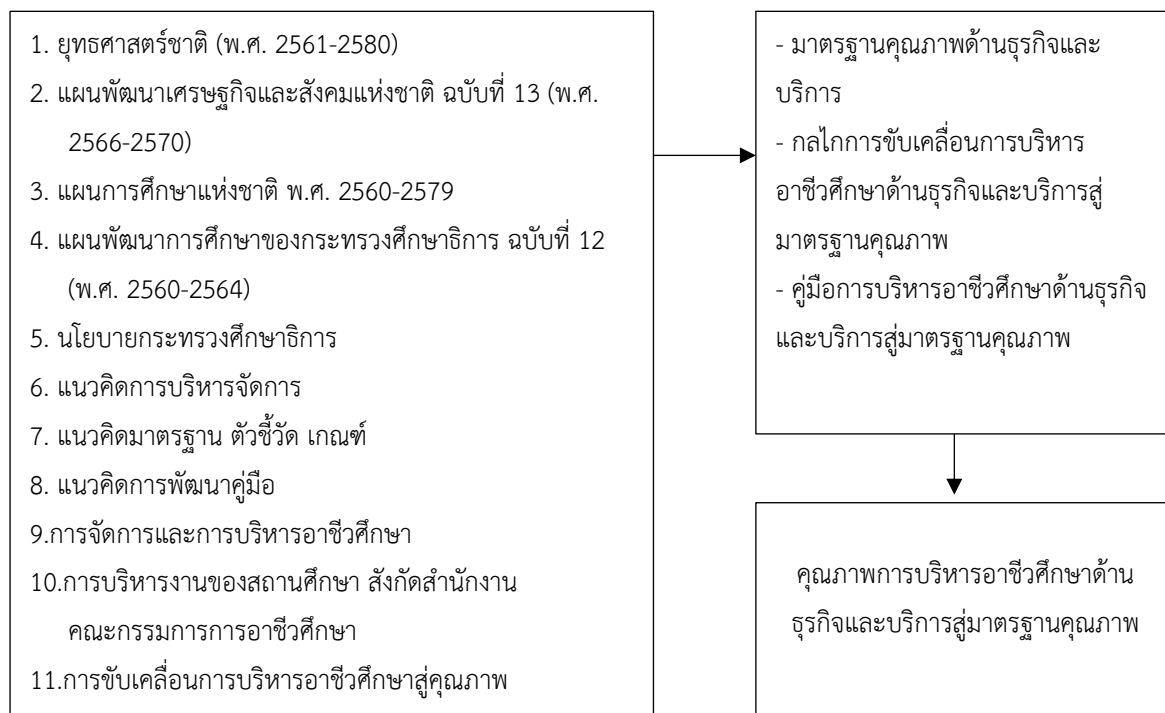 1. ยุทธศาสตร์ชาติ (พ.ศ. 2561-2580)
2. แผนพัฒนาเศรษฐกิจและสังคมแห่งชาติ ฉบับที่ 13 (พ.ศ.
2566-2570)
3. แผนการศึกษาแห่งชาติ พ.ศ. 2560-2579
4. แผนพัฒนาการศึกษาของกระทรวงศึกษาธิการ ฉบับที่ 12
(พ.ศ. 2560-2564)
5. นโยบายกระทรวงศึกษาธิการ
6. แนวคิดการบริหารจัดการ
7. แนวคิดมาตรฐาน ตัวชี้วัด เกณฑ์
8. แนวคิดการพัฒนาคู่มือ
9.การจัดการและการบริหารอาชีวศึกษา
10.การบริหารงานของสถานศึกษา สังกัดสำนักงาน
คณะกรรมการการอาชีวศึกษา
11.การขับเคลื่อนการบริหารอาชีวศึกษาสู่คุณภาพ
- มาตรฐานคุณภาพด้านธุรกิจและ
บริการ
- กลไกการขับเคลื่อนการบริหาร
อาชีวศึกษาด้านธุรกิจและบริการสู่
มาตรฐานคุณภาพ
- คู่มือการบริหารอาชีวศึกษาด้านธุรกิจ
และบริการสู่มาตรฐานคุณภาพ
คุณภาพการบริหารอาชีวศึกษาด้าน
ธุรกิจและบริการสู่มาตรฐานคุณภาพ